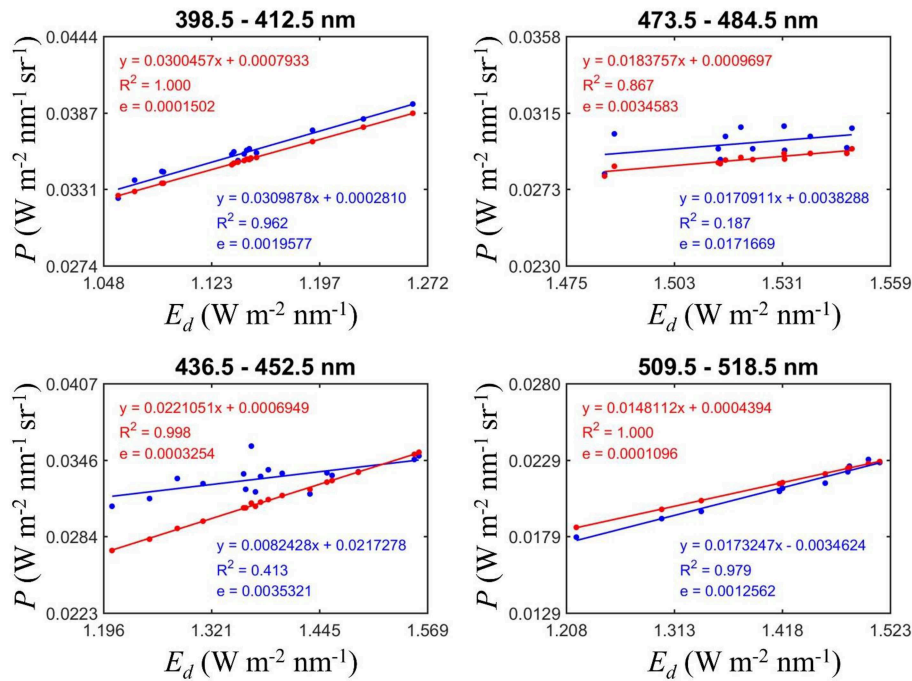 398.5 - 412.5 nm
0.0444
0.0387
0.0331
0.0274
P (W m-2 nm-1 sr-1)
y = 0.0300457x + 0.0007933
R2 = 1.000
e = 0.0001502
y = 0.0309878x + 0.0002810
R2 = 0.962
e = 0.0019577
1.048 1.123 1.197 1.272
Ed (W m-2 nm-1)
473.5 - 484.5 nm
0.0358
0.0315
0.0273
0.0230
P (W m-2 nm-1 sr-1)
y = 0.0183757x + 0.0009697
R2 = 0.867
e = 0.0034583
y = 0.0170911x + 0.0038288
R2 = 0.187
e = 0.0171669
1.475 1.503 1.531 1.559
Ed (W m-2 nm-1)
436.5 - 452.5 nm
0.0407
0.0346
0.0284
0.0223
P (W m-2 nm-1 sr-1)
y = 0.0221051x + 0.0006949
R2 = 0.998
e = 0.0003254
y = 0.0082428x + 0.0217278
R2 = 0.413
e = 0.0035321
1.196 1.321 1.445 1.569
Ed (W m-2 nm-1)
509.5 - 518.5 nm
0.0280
0.0229
0.0179
0.0129
P (W m-2 nm-1 sr-1)
y = 0.0148112x + 0.0004394
R2 = 1.000
e = 0.0001096
y = 0.0173247x - 0.0034624
R2 = 0.979
e = 0.0012562
1.208 1.313 1.418 1.523
Ed (W m-2 nm-1)